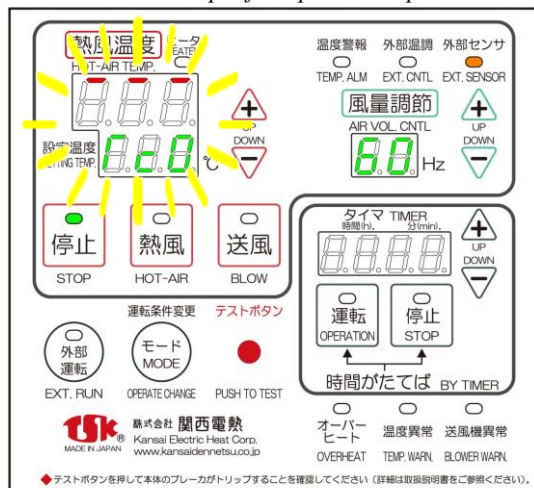 熱風温度
HOT-AIR TEMP.
設定温度
℃
UP
DOWN
温度警報 外部温調 外部センサ
TEMP. ALM EXT. CNTL EXT. SENSOR
風量調節
AIR VOL. CNTL
60 Hz
UP
DOWN
停止 熱風 送風
STOP HOT-AIR BLOW
タイマ TIMER
時間(h). 分(min).
UP
DOWN
運転 停止
OPERATION STOP
時間がたてば BY TIMER
運転条件変更 テストボタン
外部
運転
モード
MODE
EXT. RUN OPERATE CHANGE PUSH TO TEST
オーバー
ヒート 温度異常 送風機異常
OVERHEAT TEMP. WARN. BLOWER WARN.
TSK ®
MADE IN JAPAN
株式会社 関西電熱
Kansai Electric Heat Corp.
www.kansaidennetsu.co.jp
◆テストボタンを押して本体のブレーカがトリップすることを確認してください(詳細は取扱説明書をご参照ください)。